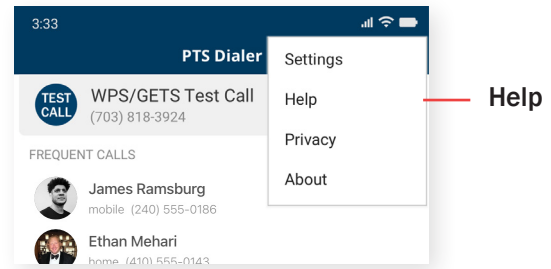 3:33
PTS Dialer
Settings
Help
Privacy
About
Help
TEST
CALL
WPS/GETS Test Call
(703) 818-3924
FREQUENT CALLS
James Ramsburg
mobile (240) 555-0186
Ethan Mehari
home (410) 555-0143